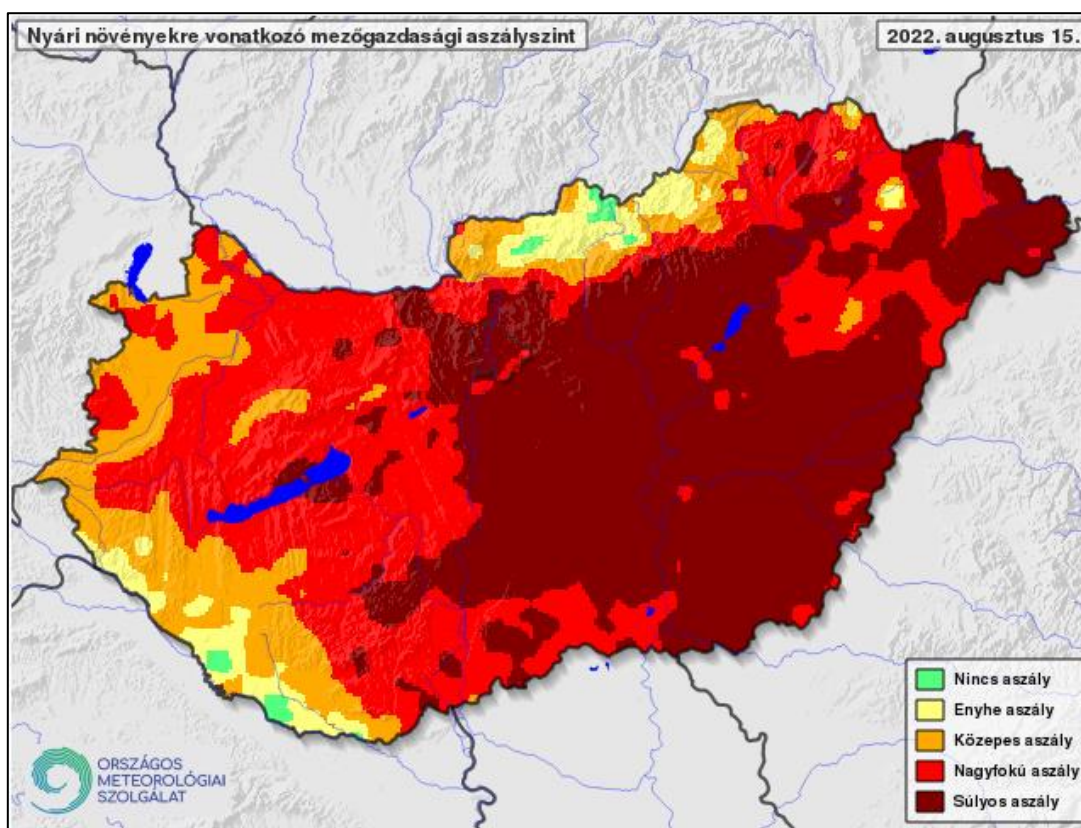 Nyári növényekre vonatkozó mezőgazdasági aszályszint
2022. augusztus 15.
Nincs aszály
Enyhe aszály
Közepes aszály
Nagyfokú aszály
Súlyos aszály
ORSZÁGOS
METEOROLÓGIAI
SZOLGÁLAT